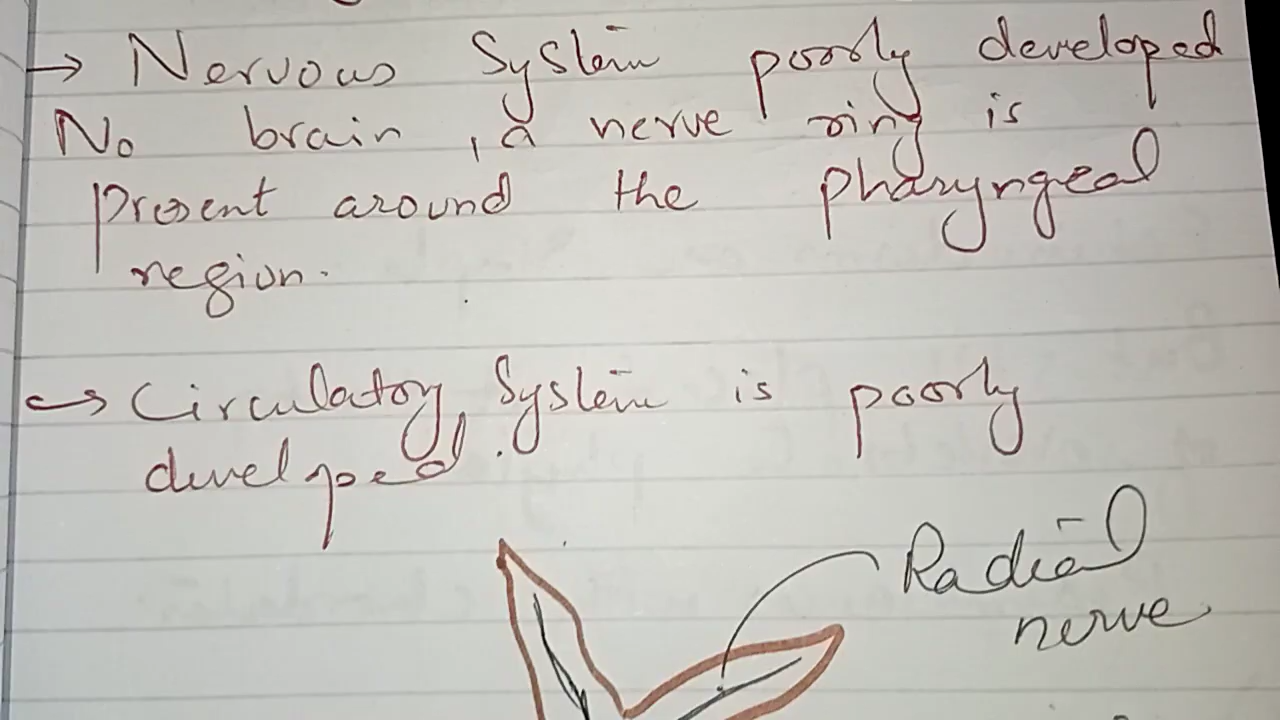 → Nervous System poorly developed
No brain, a nerve ring is
present around the pharyngeal
region.
→ Circulatory System is poorly
develped.
Radial
nerve